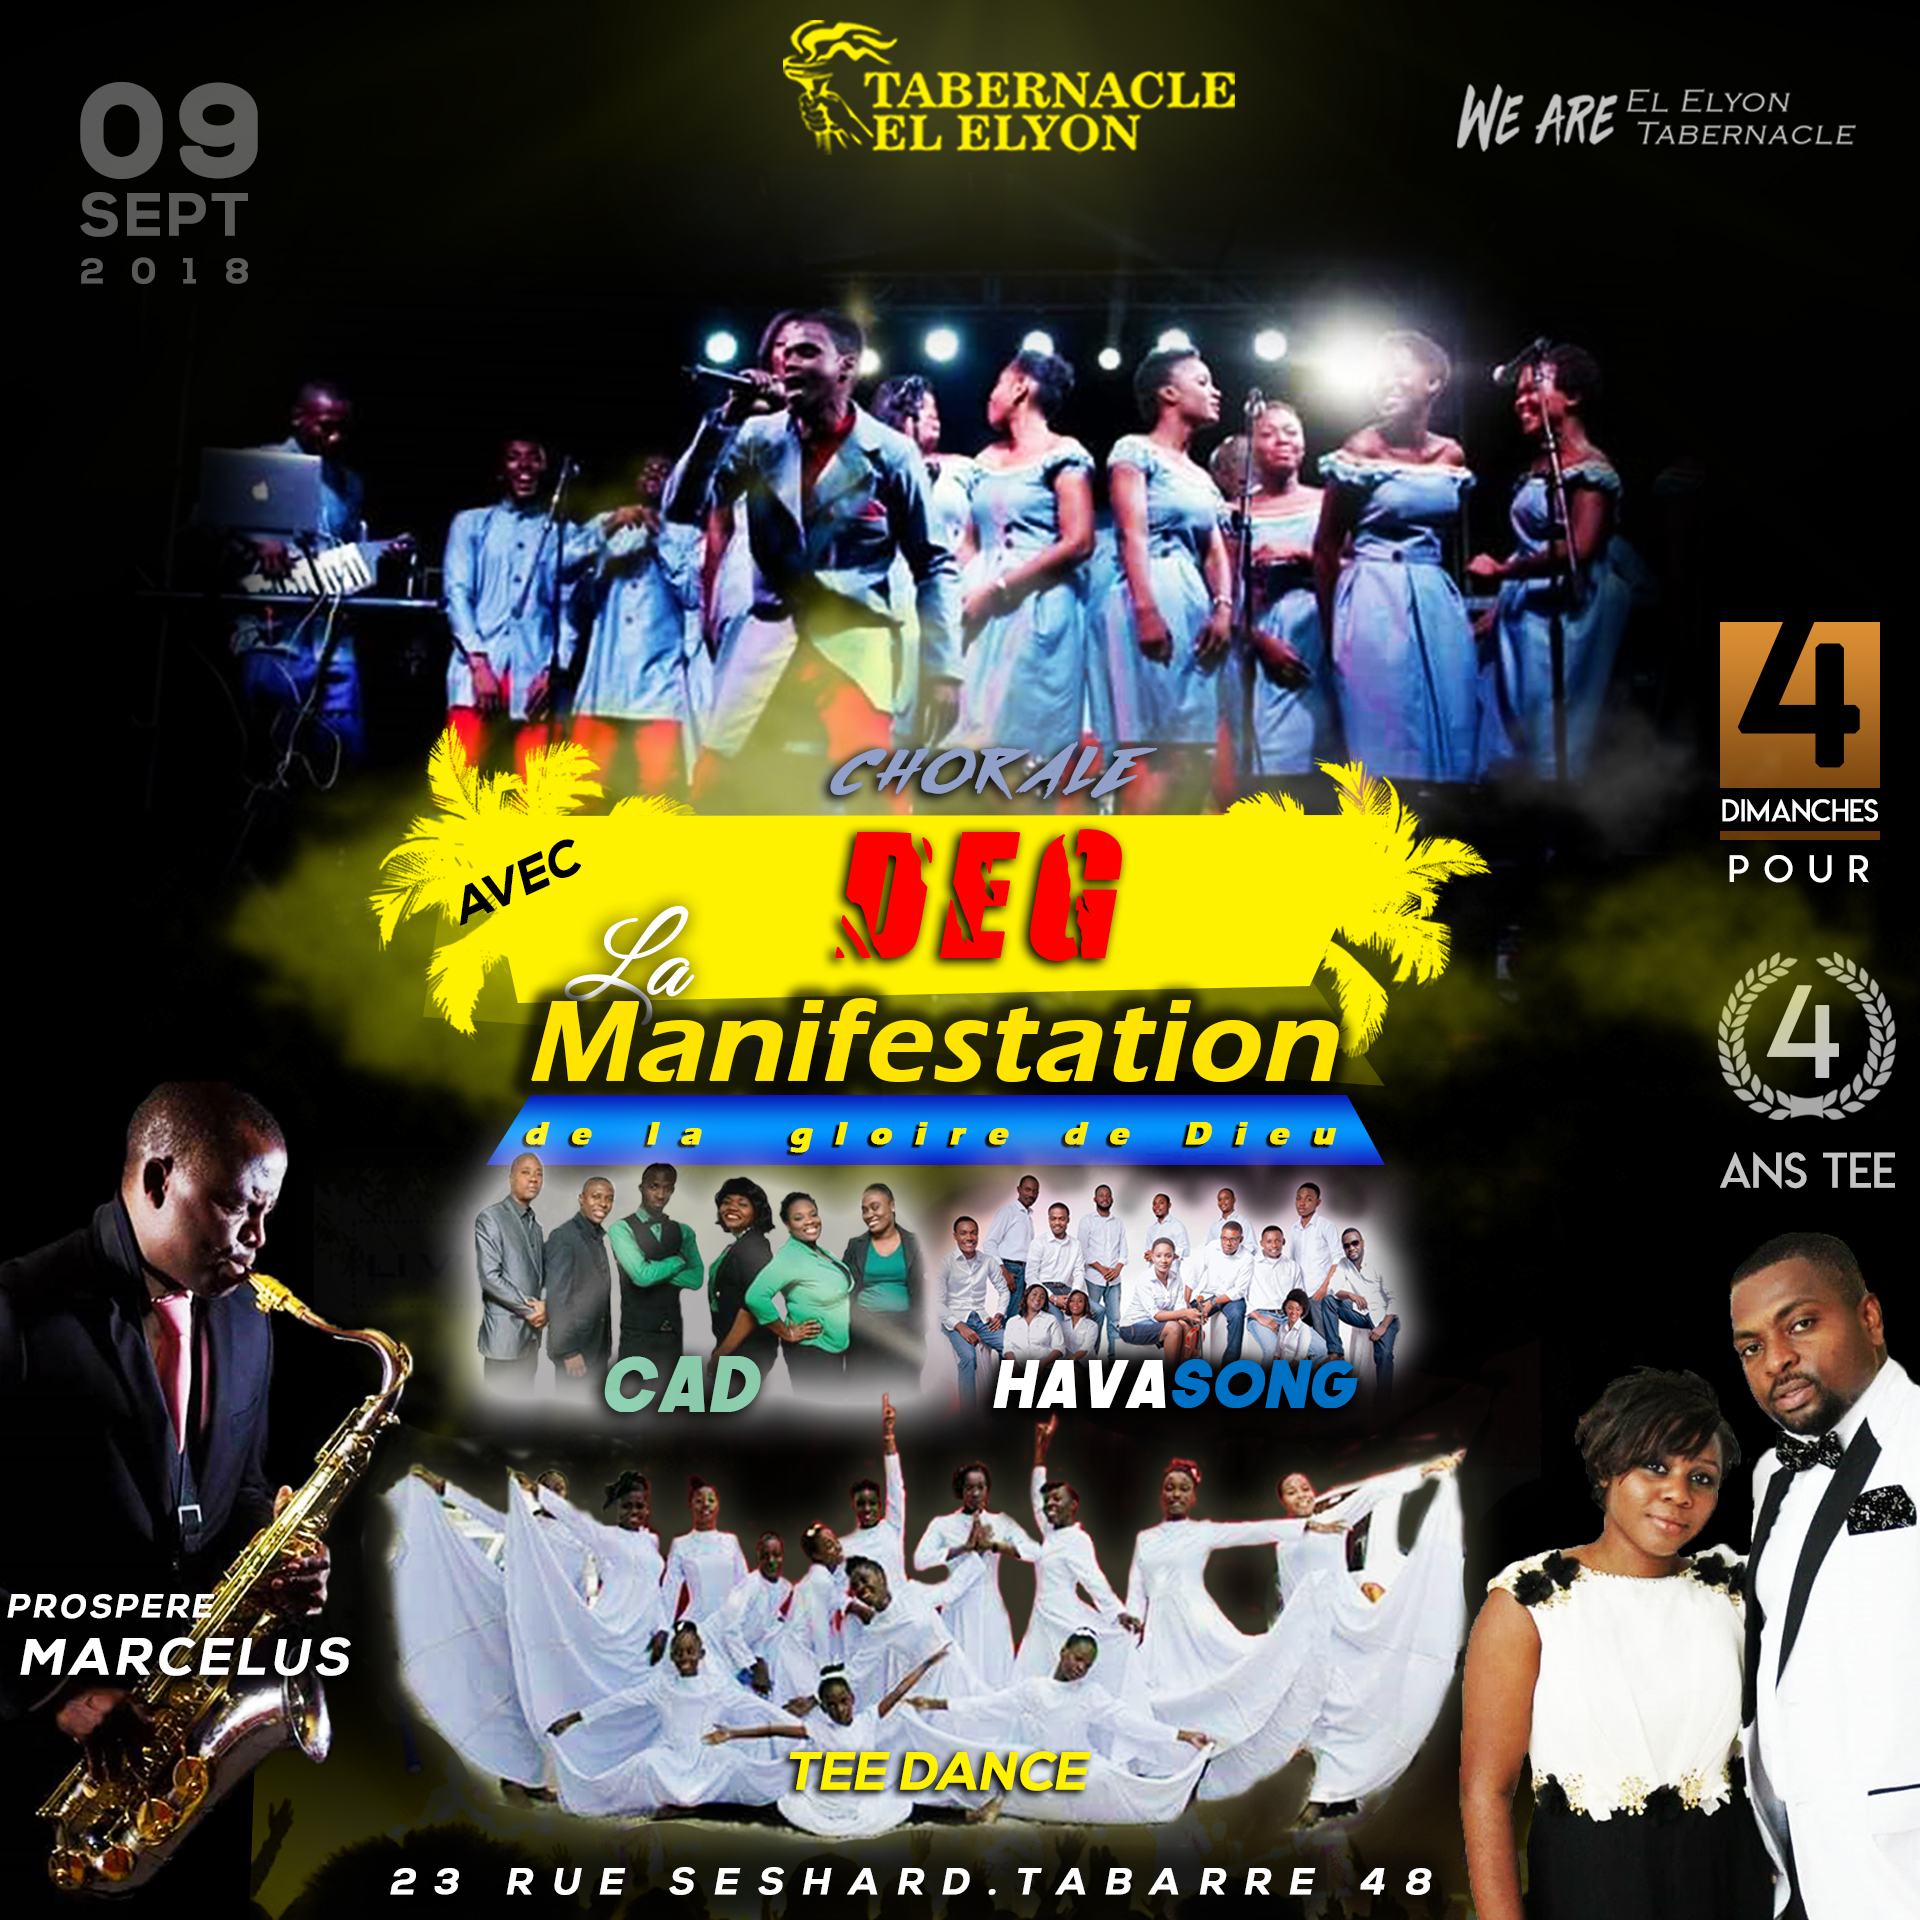 TABERNACLE
EL ELYON
WE ARE EL ELYON
TABERNACLE
09
SEPT
2018
CHORALE
AVEC
DEG
La
Manifestation
de la gloire de Dieu
4
DIMANCHES
POUR
4
ANS TEE
CAD
HAVASONG
PROSPERE
MARCELUS
TEE DANCE
23 RUE SESHARD.TABARRE 48